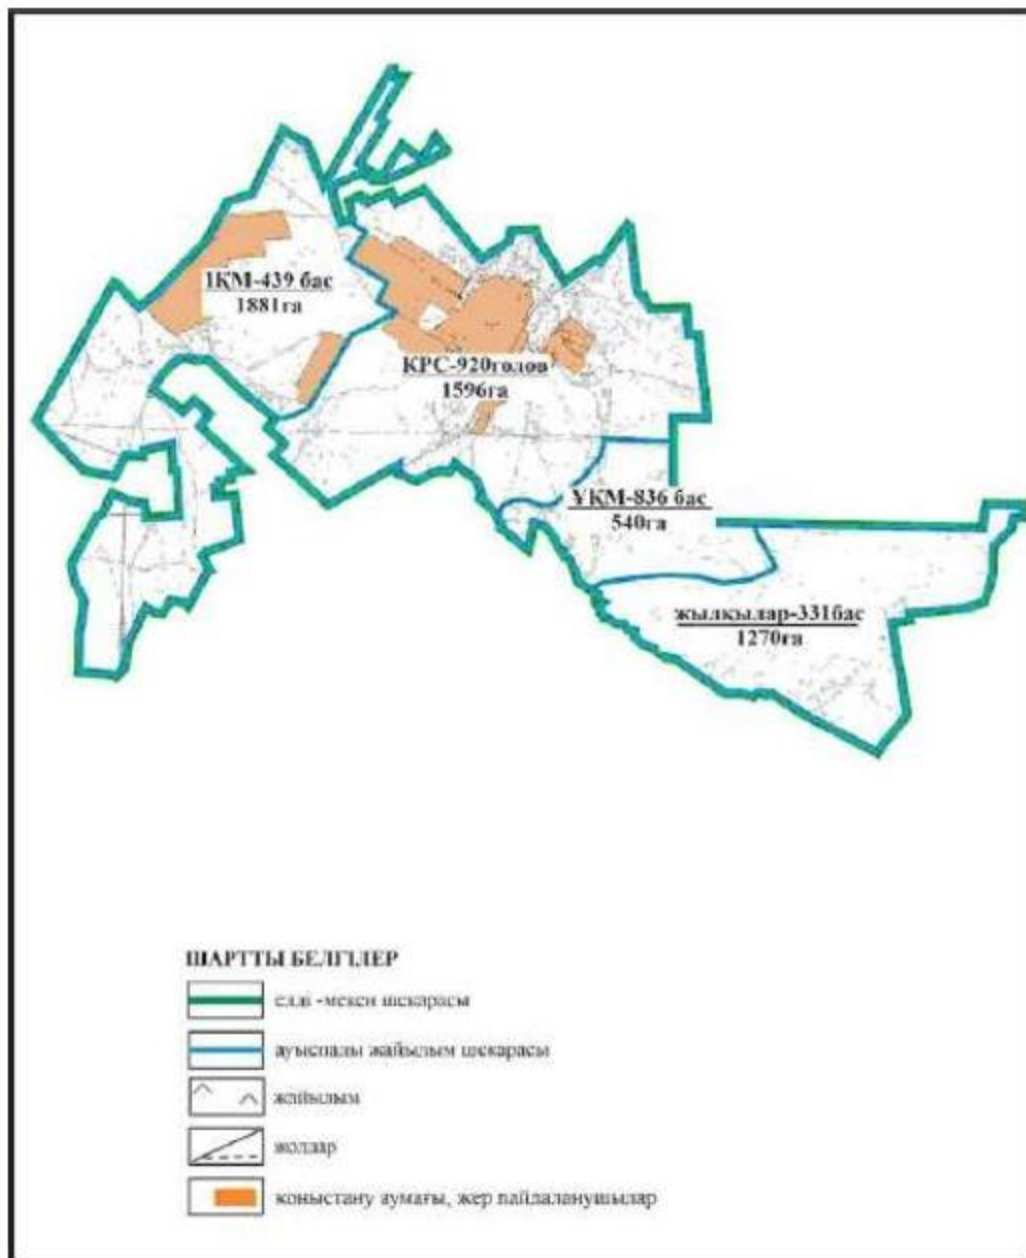 ІҚМ-439 бас
1881га
КРС-920голов
1596га
ҰҚМ-836 бас
540га
жылқылар-331бас
1270га
ШАРТТЫ БЕЛГІЛЕР
елді -мекен шекарасы
ауыспалы жайылым шекарасы
жайылым
жолдар
қоныстану аумағы, жер пайдаланушылар